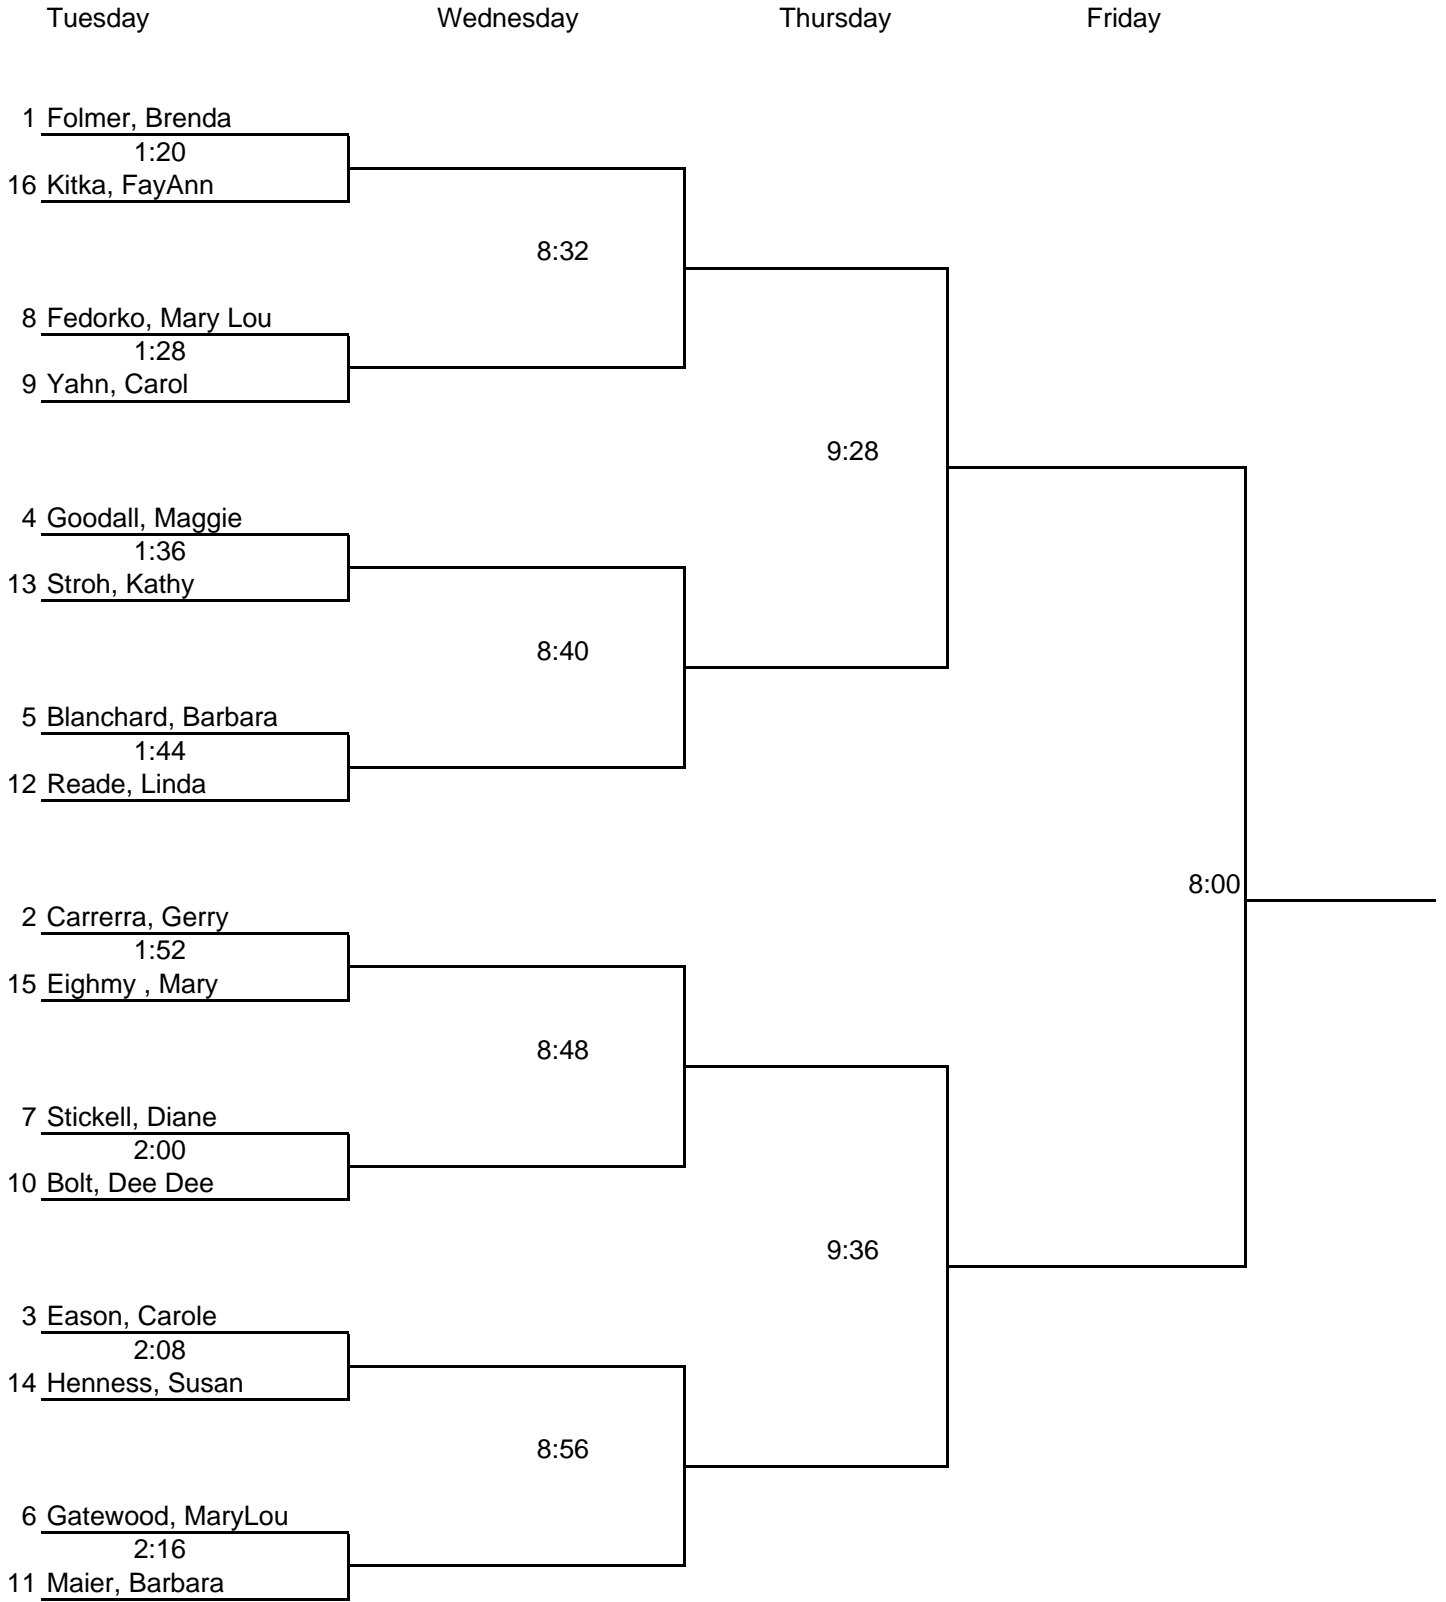 Tuesday Wednesday Thursday Friday
1 Folmer, Brenda
1:20
16 Kitka, FayAnn
8:32
8 Fedorko, Mary Lou
1:28
9 Yahn, Carol
9:28
4 Goodall, Maggie
1:36
13 Stroh, Kathy
8:40
5 Blanchard, Barbara
1:44
12 Reade, Linda
8:00
2 Carrerra, Gerry
1:52
15 Eighmy , Mary
8:48
7 Stickell, Diane
2:00
10 Bolt, Dee Dee
9:36
3 Eason, Carole
2:08
14 Henness, Susan
8:56
6 Gatewood, MaryLou
2:16
11 Maier, Barbara